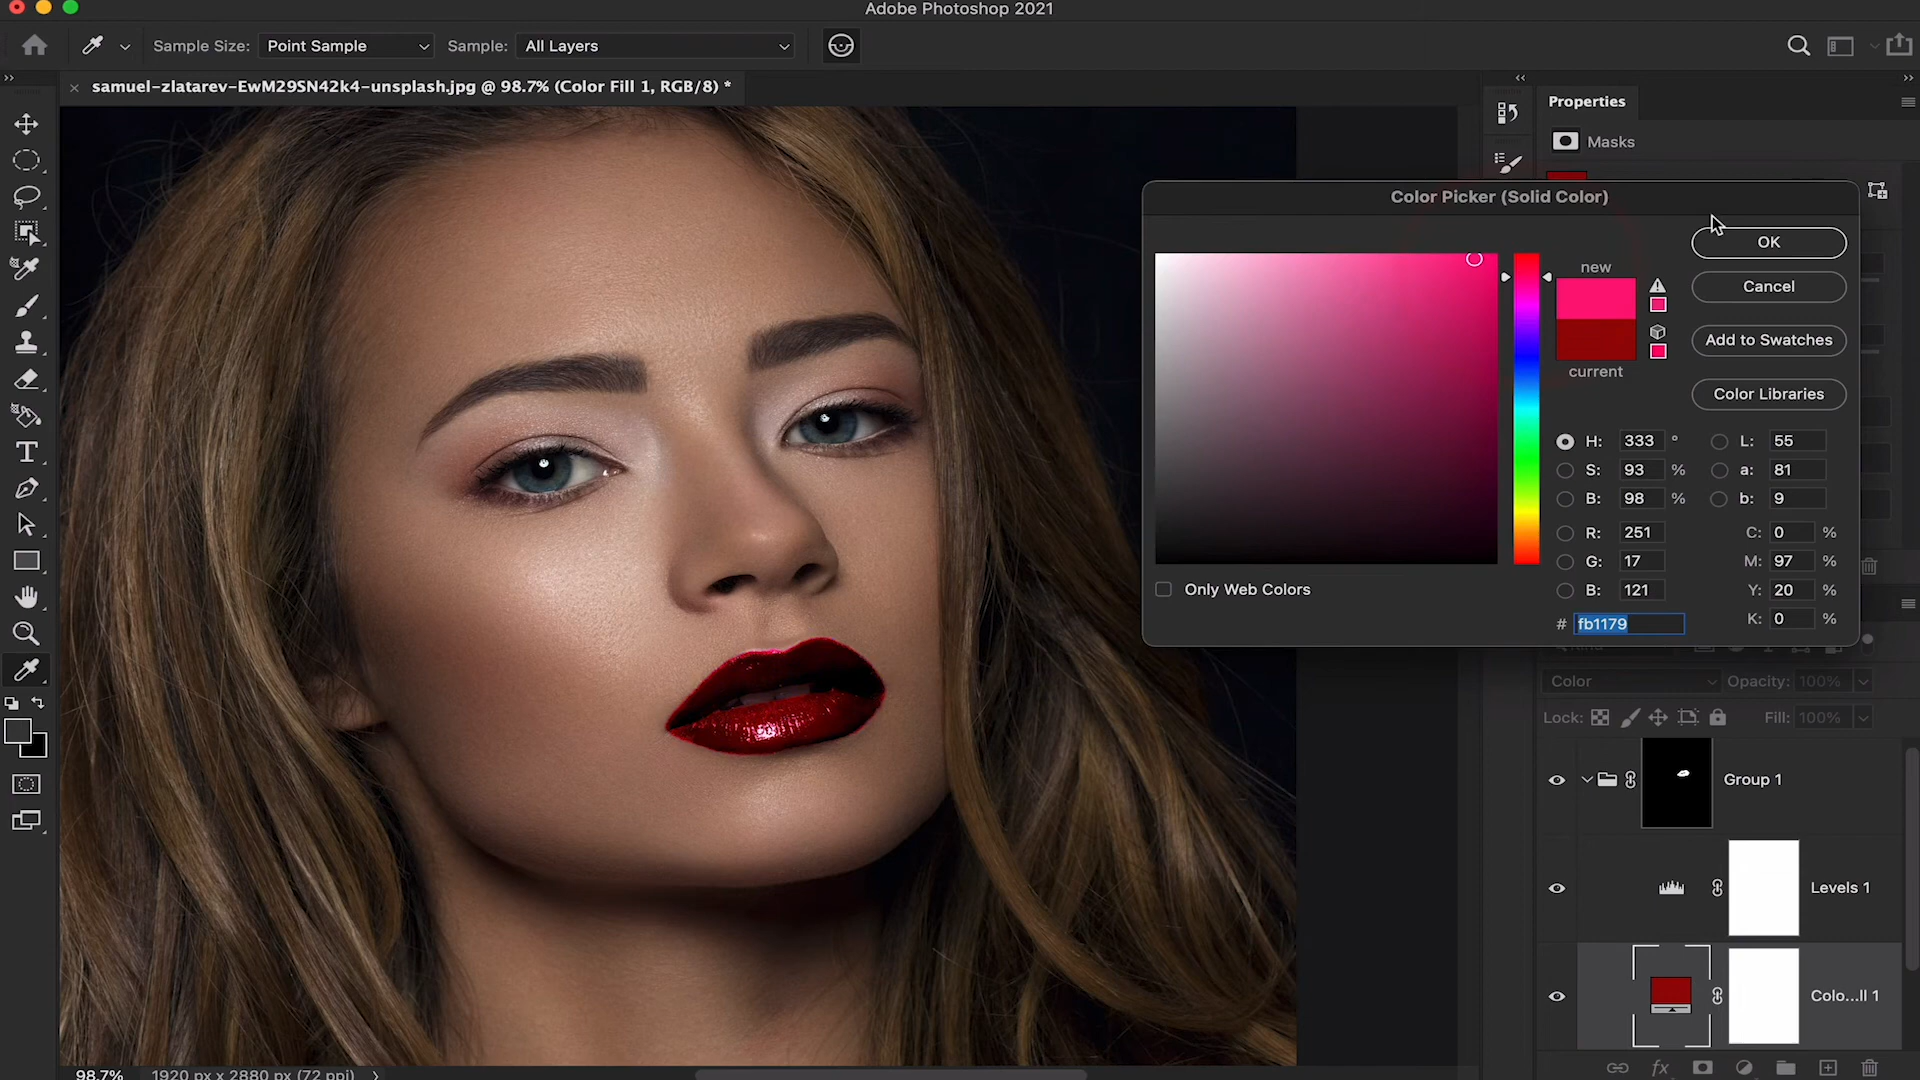 Adobe Photoshop 2021
Sample Size: Point Sample Sample: All Layers
samuel-zlatarev-EwM29SN42k4-unsplash.jpg @ 98.7% (Color Fill 1, RGB/8) *
Properties
Masks
Color Picker (Solid Color)
new
current
OK
Cancel
Add to Swatches
Color Libraries
H: 333 °
S: 93 %
B: 98 %
R: 251
G: 17
B: 121
# fb1179
L: 55
a: 81
b: 9
C: 0 %
M: 97 %
Y: 20 %
K: 0 %
Only Web Colors
Color Opacity: 100%
Lock: Fill: 100%
Group 1
Levels 1
Colo...ll 1
fx
98.7% 1920 px x 2880 px (72 ppi)